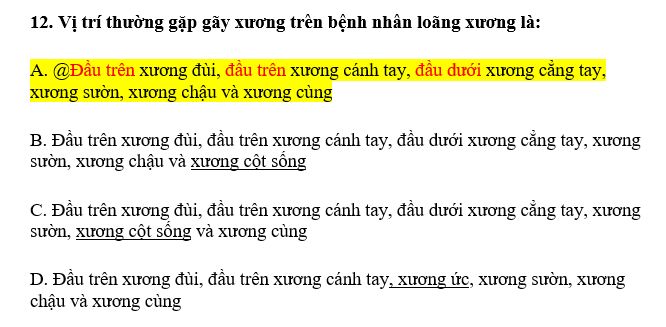 12. Vị trí thường gặp gãy xương trên bệnh nhân loãng xương là:
A. @Đầu trên xương đùi, đầu trên xương cánh tay, đầu dưới xương cẳng tay,
xương sườn, xương chậu và xương cùng
B. Đầu trên xương đùi, đầu trên xương cánh tay, đầu dưới xương cẳng tay, xương
sườn, xương chậu và xương cột sống
C. Đầu trên xương đùi, đầu trên xương cánh tay, đầu dưới xương cẳng tay, xương
sườn, xương cột sống và xương cùng
D. Đầu trên xương đùi, đầu trên xương cánh tay, xương ức, xương sườn, xương
chậu và xương cùng